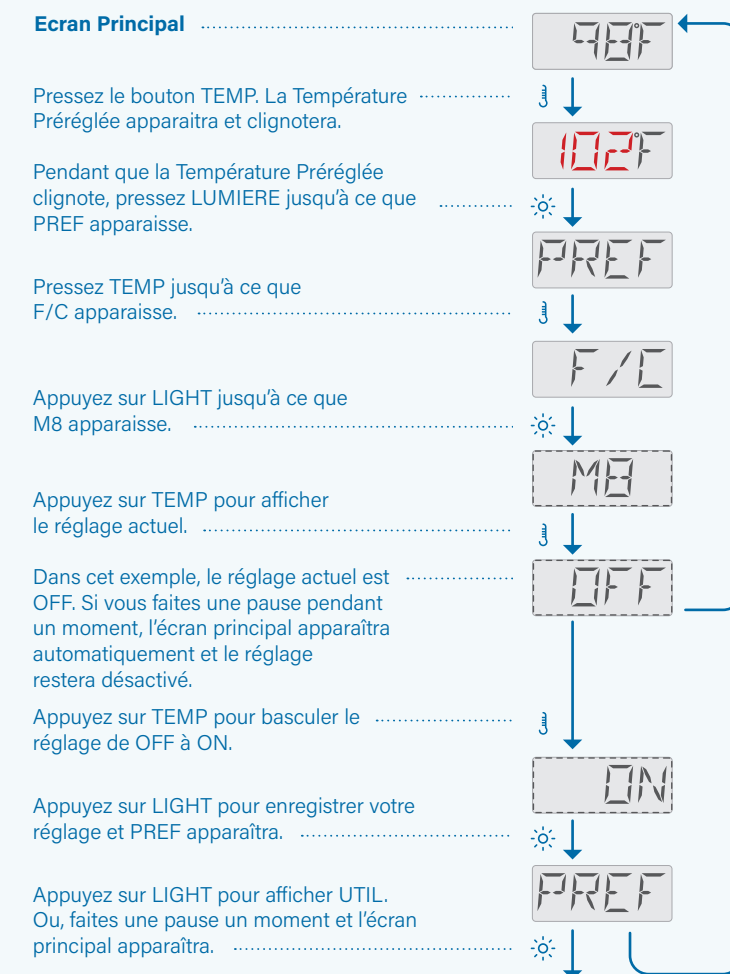 Ecran Principal
98°F
Pressez le bouton TEMP. La Température
Préréglée apparaitra et clignotera.
102°F
Pendant que la Température Préréglée
clignote, pressez LUMIERE jusqu'à ce que
PREF apparaisse.
PREF
Pressez TEMP jusqu'à ce que
F/C apparaisse.
F/C
Appuyez sur LIGHT jusqu'à ce que
M8 apparaisse.
M8
Appuyez sur TEMP pour afficher
le réglage actuel.
OFF
Dans cet exemple, le réglage actuel est
OFF. Si vous faites une pause pendant
un moment, l'écran principal apparaîtra
automatiquement et le réglage
restera désactivé.
Appuyez sur TEMP pour basculer le
réglage de OFF à ON.
ON
Appuyez sur LIGHT pour enregistrer votre
réglage et PREF apparaîtra.
PREF
Appuyez sur LIGHT pour afficher UTIL.
Ou, faites une pause un moment et l'écran
principal apparaîtra.